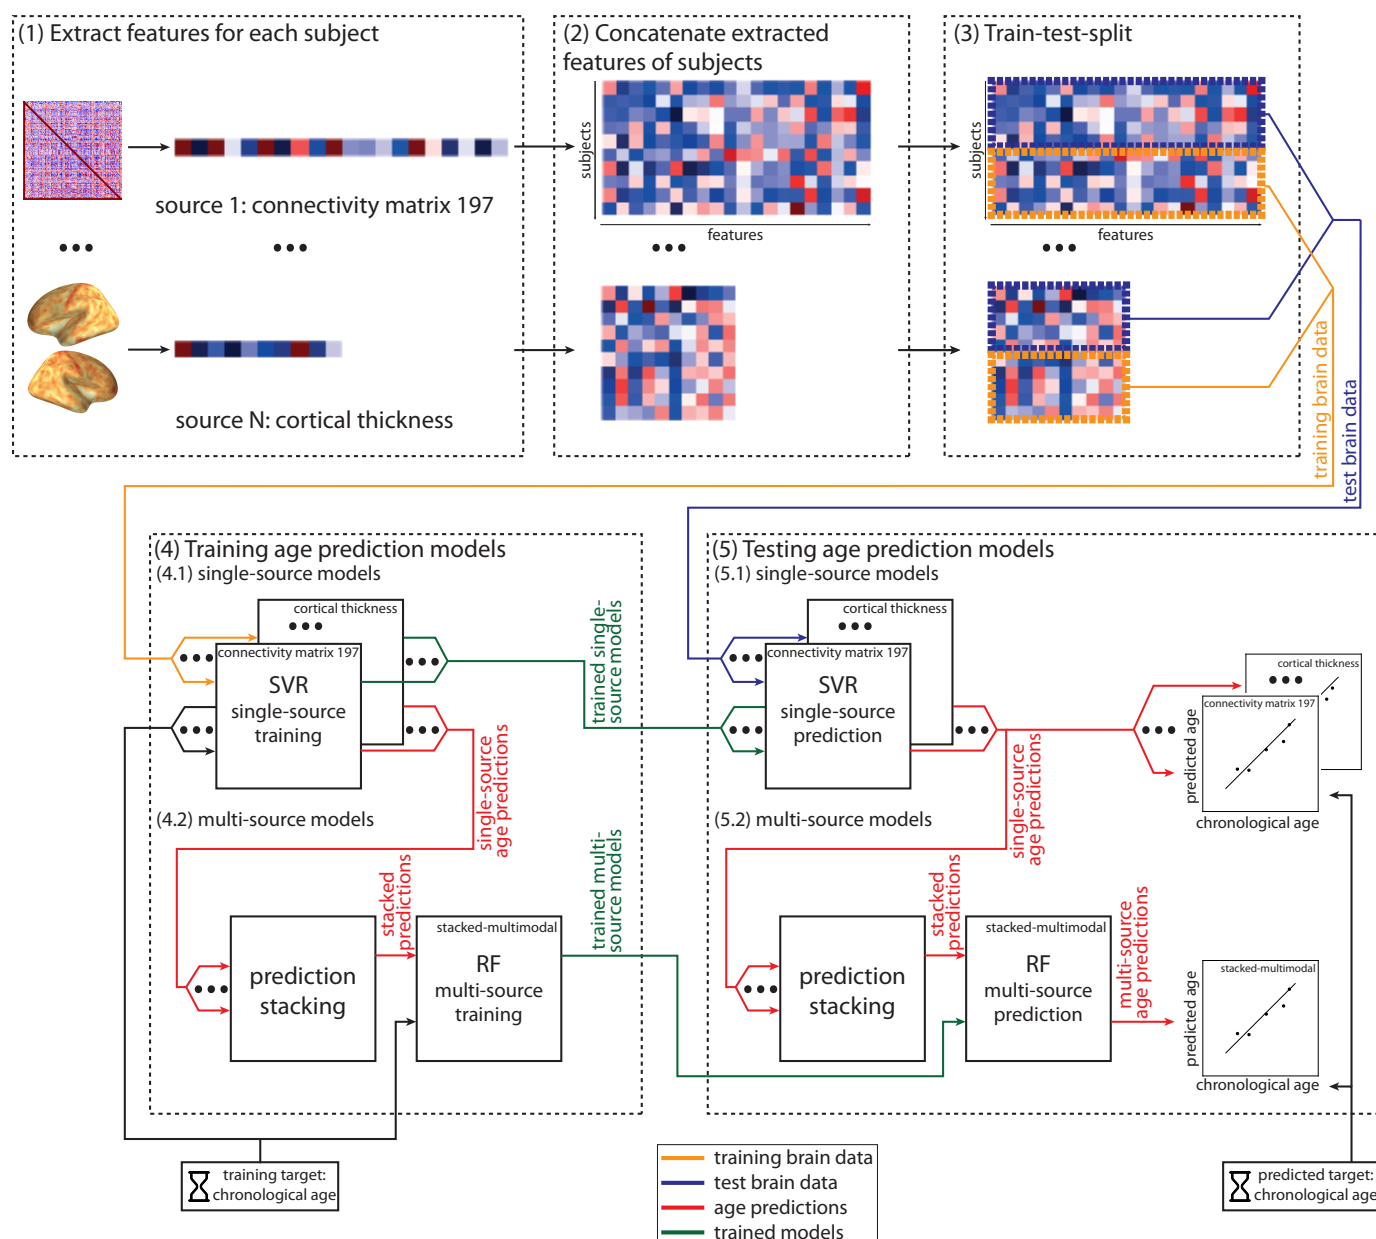 (1) Extract features for each subject
source 1: connectivity matrix 197
source N: cortical thickness
(2) Concatenate extracted
features of subjects
subjects
features
(3) Train-test-split
subjects
features
training brain data
test brain data
(4) Training age prediction models
(4.1) single-source models
cortical thickness
connectivity matrix 197
SVR
single-source
training
trained single-
source models
single-source
age predictions
(4.2) multi-source models
prediction
stacking
stacked
predictions
stacked-multimodal
RF
multi-source
training
trained multi-
source models
training target:
chronological age
(5) Testing age prediction models
(5.1) single-source models
cortical thickness
connectivity matrix 197
SVR
single-source
prediction
single-source
age predictions
cortical thickness
connectivity matrix 197
predicted age
chronological age
(5.2) multi-source models
prediction
stacking
stacked
predictions
stacked-multimodal
RF
multi-source
prediction
multi-source
age predictions
stacked-multimodal
predicted age
chronological age
predicted target:
chronological age
training brain data
test brain data
age predictions
trained models